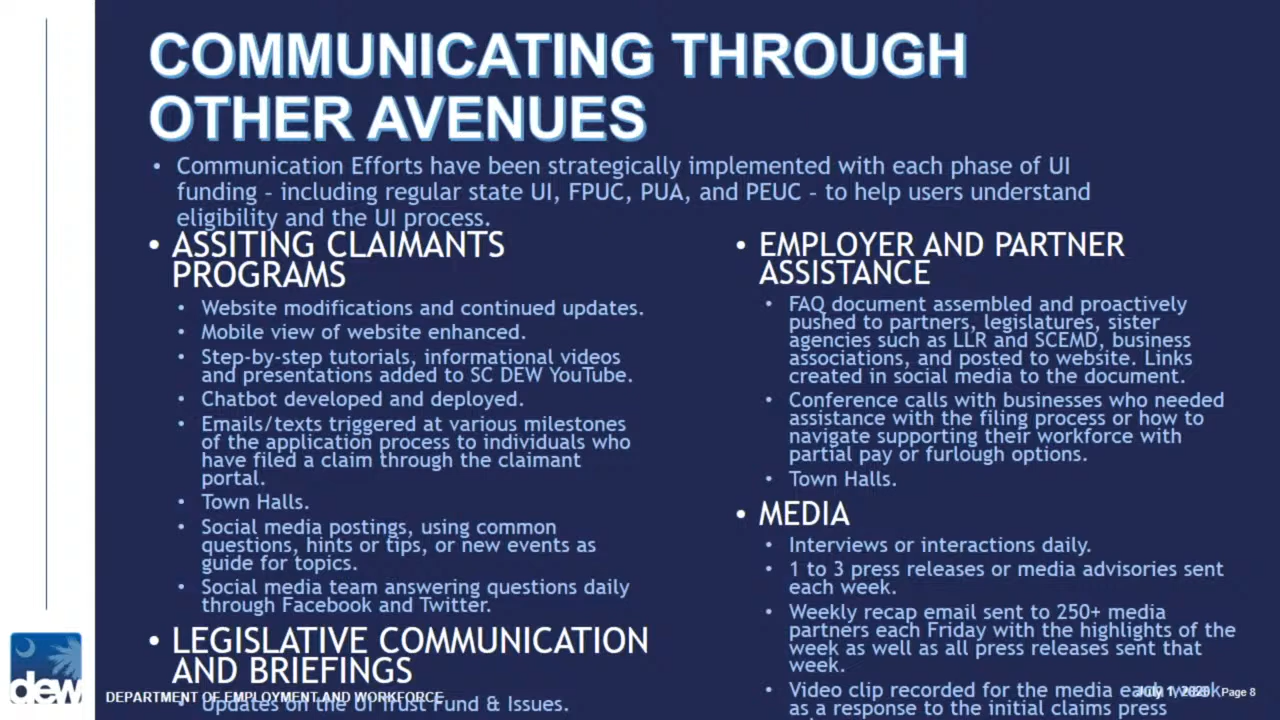 COMMUNICATING THROUGH
OTHER AVENUES
• Communication Efforts have been strategically implemented with each phase of UI
funding – including regular state UI, FPUC, PUA, and PEUC – to help users understand
eligibility and the UI process.
• ASSITING CLAIMANTS
PROGRAMS
• Website modifications and continued updates.
• Mobile view of website enhanced.
• Step-by-step tutorials, informational videos
and presentations added to SC DEW YouTube.
• Chatbot developed and deployed.
• Emails/texts triggered at various milestones
of the application process to individuals who
have filed a claim through the claimant
portal.
• Town Halls.
• Social media postings, using common
questions, hints or tips, or new events as
guide for topics.
• Social media team answering questions daily
through Facebook and Twitter.
• LEGISLATIVE COMMUNICATION
AND BRIEFINGS
• Updates on the UI Trust Fund & Issues.
• EMPLOYER AND PARTNER
ASSISTANCE
• FAQ document assembled and proactively
pushed to partners, legislatures, sister
agencies such as LLR and SCEMD, business
associations, and posted to website. Links
created in social media to the document.
• Conference calls with businesses who needed
assistance with the filing process or how to
navigate supporting their workforce with
partial pay or furlough options.
• Town Halls.
• MEDIA
• Interviews or interactions daily.
• 1 to 3 press releases or media advisories sent
each week.
• Weekly recap email sent to 250+ media
partners each Friday with the highlights of the
week as well as all press releases sent that
week.
• Video clip recorded for the media each week
as a response to the initial claims press
dew
DEPARTMENT OF EMPLOYMENT AND WORKFORCE
July 1, 2020 Page 8